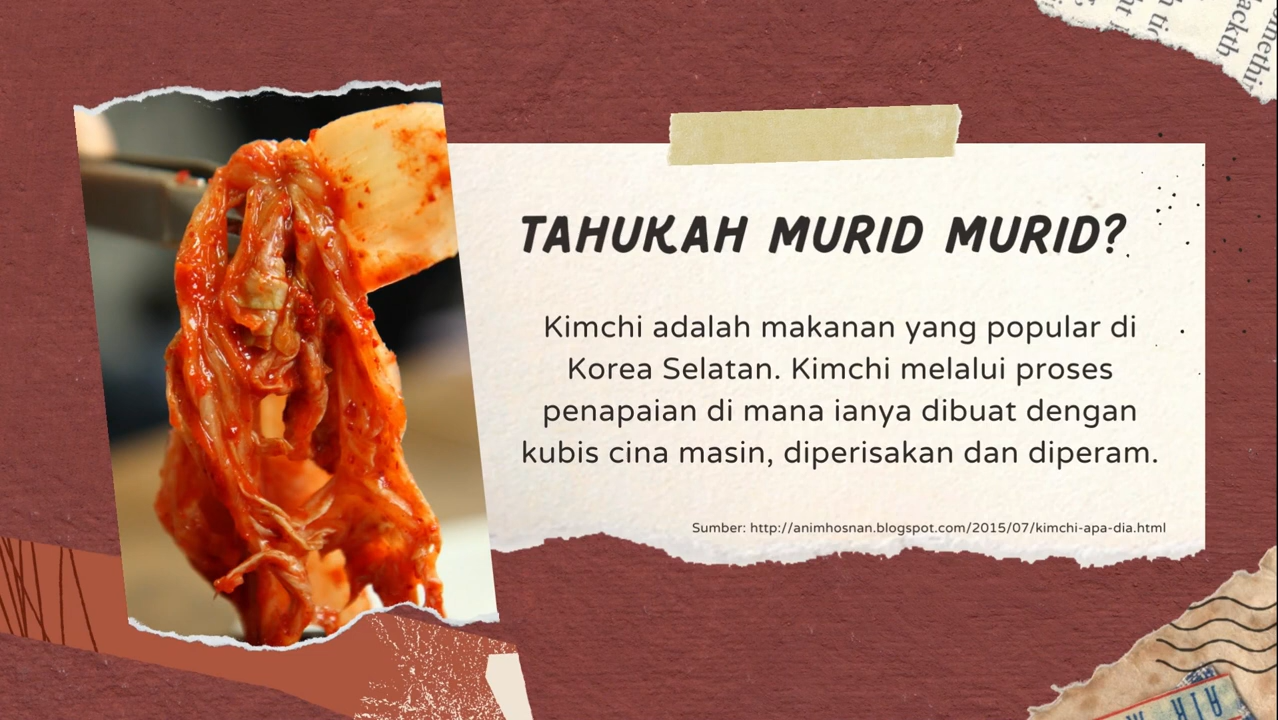 TAHUKAH MURID MURID?
Kimchi adalah makanan yang popular di
Korea Selatan. Kimchi melalui proses
penapaian di mana ianya dibuat dengan
kubis cina masin, diperisakan dan diperam.
Sumber: http://animhosnan.blogspot.com/2015/07/kimchi-apa-dia.html